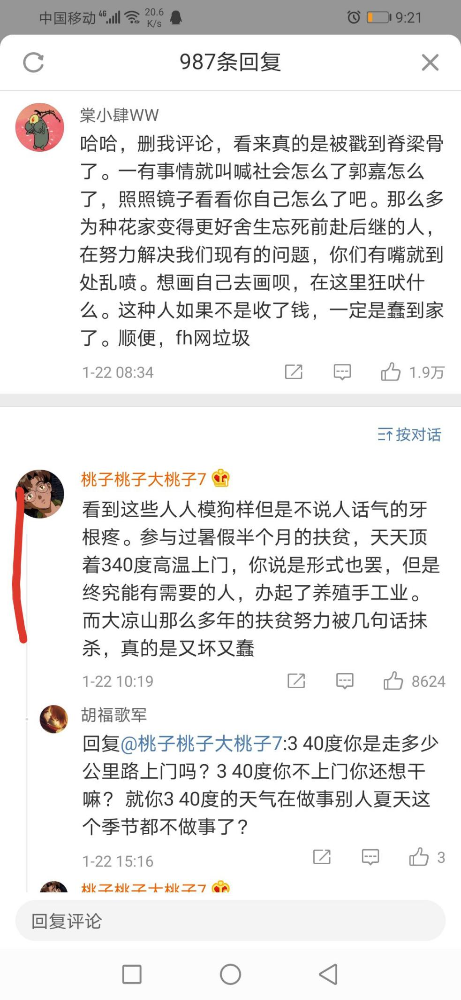 中国移动 4G 20.6 K/s 9:21
987条回复
棠小肆WW
哈哈，删我评论，看来真的是被戳到脊梁骨
了。一有事情就叫喊社会怎么了郭嘉怎么
了，照照镜子看看你自己怎么了吧。那么多
为种花家变得更好舍生忘死前赴后继的人，
在努力解决我们现有的问题，你们有嘴就到
处乱喷。想画自己去画呗，在这里狂吠什
么。这种人如果不是收了钱，一定是蠢到家
了。顺便，fh网垃圾
1-22 08:34 1.9万
按对话
桃子桃子大桃子7
看到这些人人模狗样但是不说人话气的牙
根疼。参与过暑假半个月的扶贫，天天顶
着340度高温上门，你说是形式也罢，但是
终究能有需要的人，办起了养殖手工业。
而大凉山那么多年的扶贫努力被几句话抹
杀，真的是又坏又蠢
1-22 10:19 8624
胡福歌军
回复@桃子桃子大桃子7:3 40度你是走多少
公里路上门吗？3 40度你不上门你还想干
嘛？ 就你3 40度的天气在做事别人夏天这
个季节都不做事了？
1-22 15:16 3
桃子桃子大桃子7
回复评论